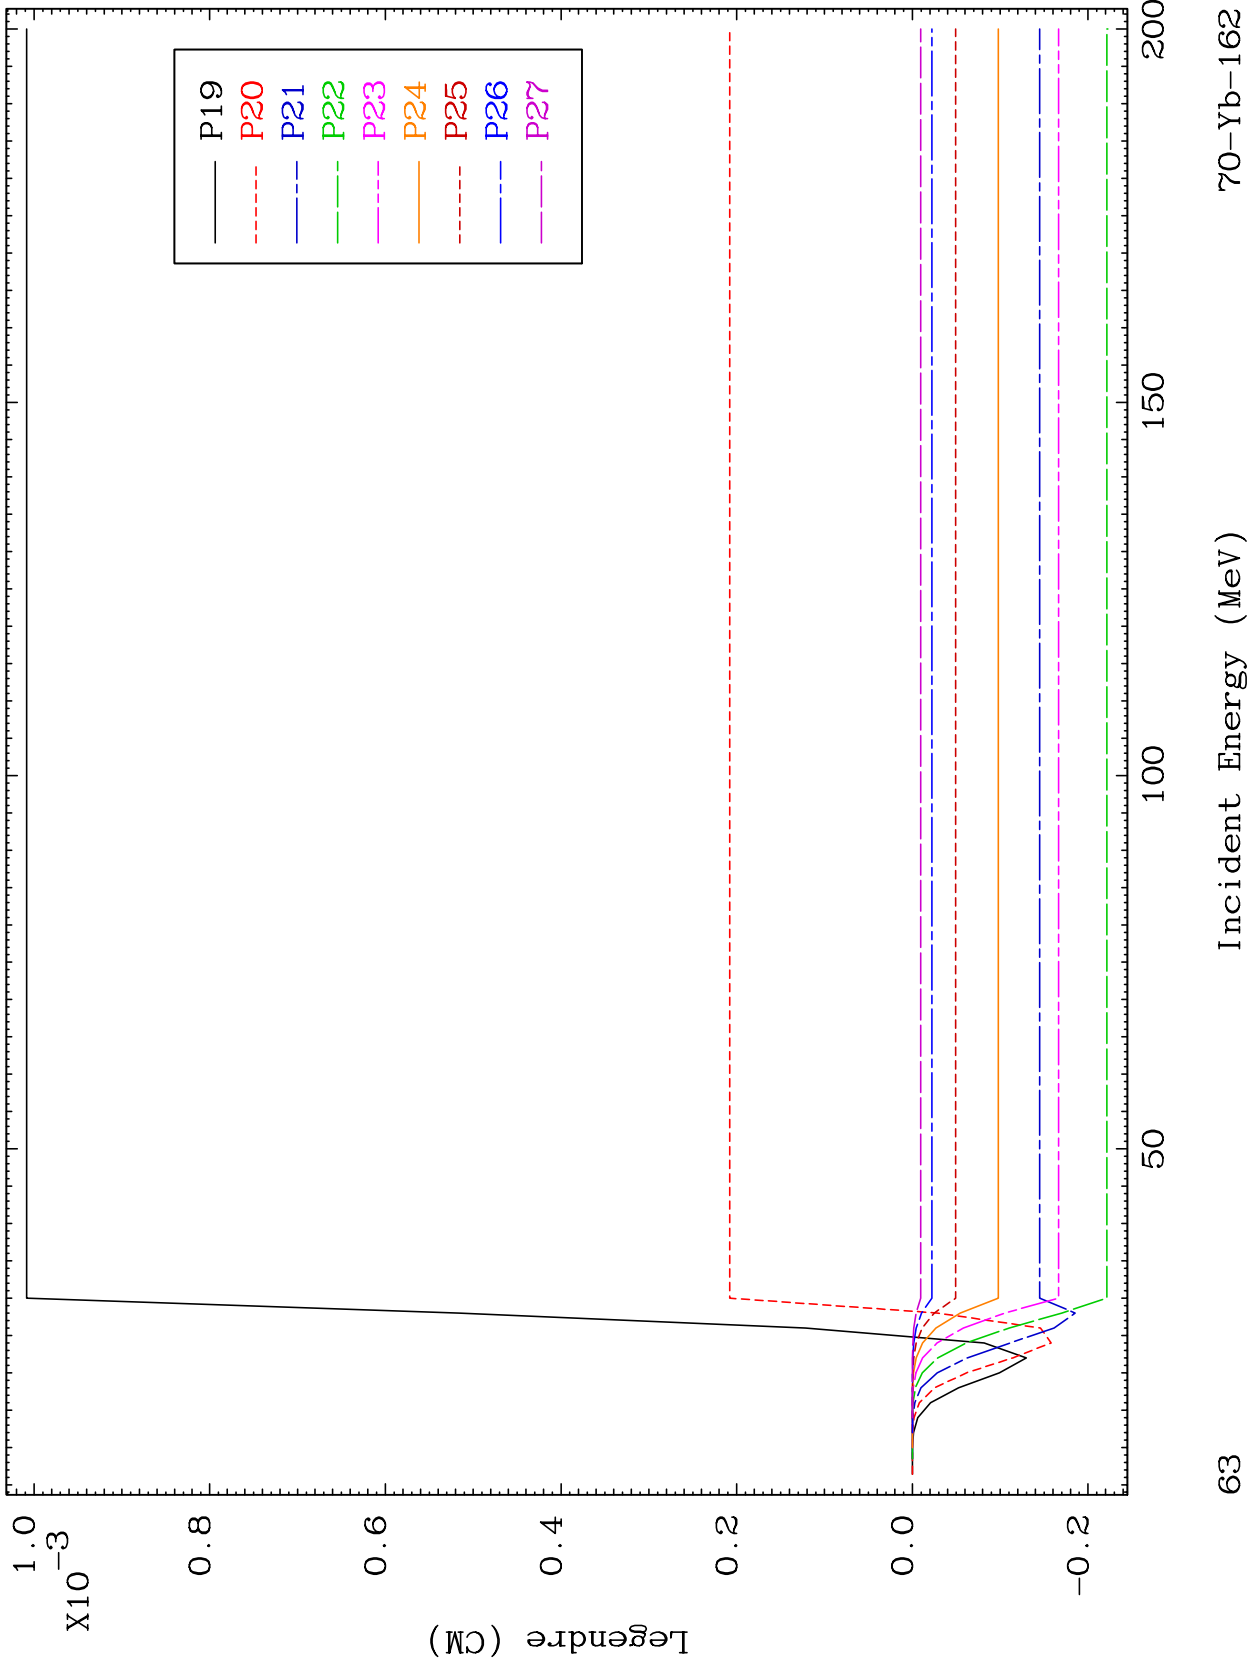 1.0
X10-3
0.8
0.6
0.4
0.2
0.0
-0.2
Legendre (CM)
P19
P20
P21
P22
P23
P24
P25
P26
P27
50
100
150
200
63
Incident Energy (MeV)
70-Yb-162